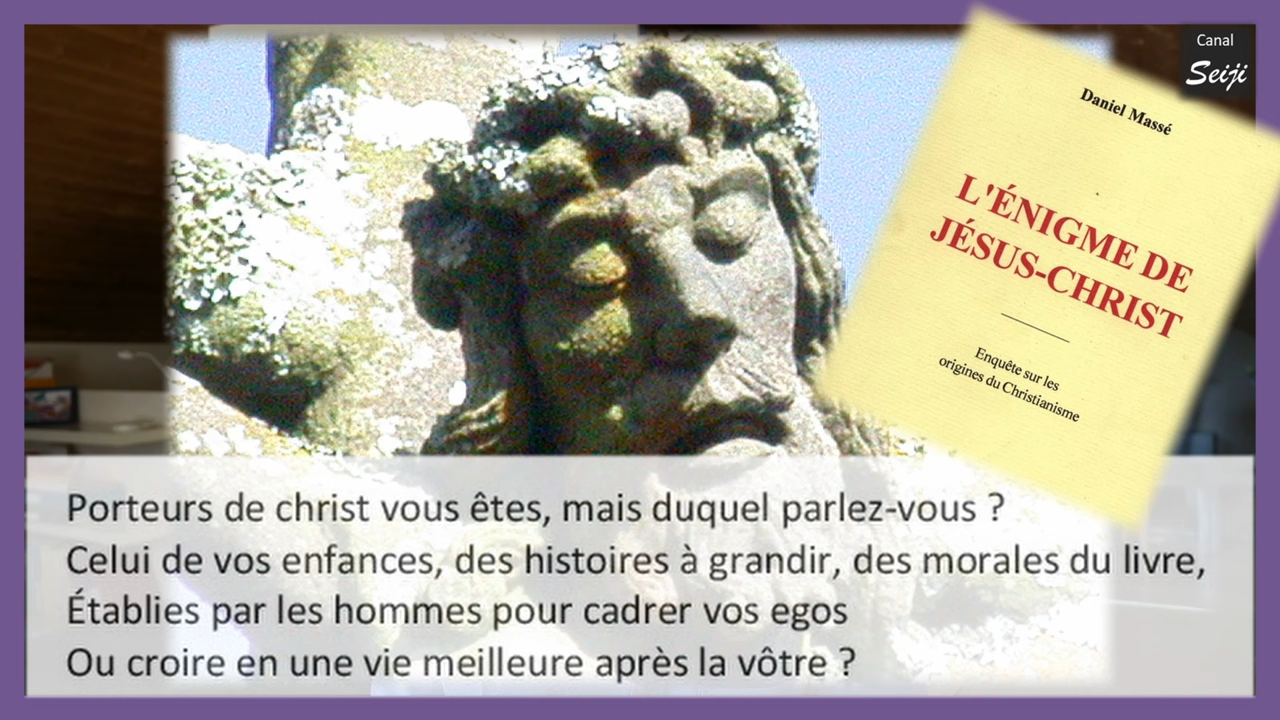 Canal
Seiji
Daniel Massé
L'ÉNIGME DE
JÉSUS-CHRIST
Enquête sur les
origines du Christianisme
Porteurs de christ vous êtes, mais duquel parlez-vous ?
Celui de vos enfances, des histoires à grandir, des morales du livre,
Établies par les hommes pour cadrer vos egos
Ou croire en une vie meilleure après la vôtre ?